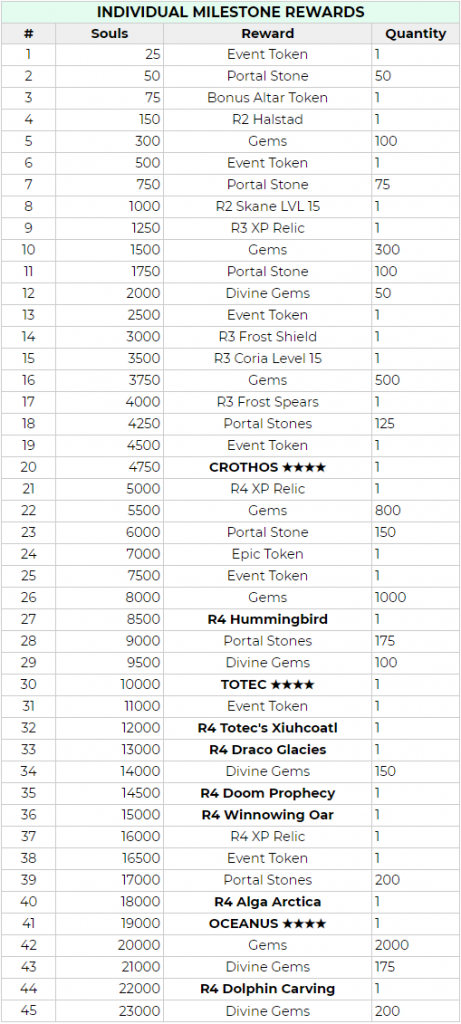 INDIVIDUAL MILESTONE REWARDS
# Souls Reward Quantity
1 25 Event Token 1
2 50 Portal Stone 50
3 75 Bonus Altar Token 1
4 150 R2 Halstad 1
5 300 Gems 100
6 500 Event Token 1
7 750 Portal Stone 75
8 1000 R2 Skane LVL 15 1
9 1250 R3 XP Relic 1
10 1500 Gems 300
11 1750 Portal Stone 100
12 2000 Divine Gems 50
13 2500 Event Token 1
14 3000 R3 Frost Shield 1
15 3500 R3 Coria Level 15 1
16 3750 Gems 500
17 4000 R3 Frost Spears 1
18 4250 Portal Stones 125
19 4500 Event Token 1
20 4750 CROTHOS ★★★★ 1
21 5000 R4 XP Relic 1
22 5500 Gems 800
23 6000 Portal Stone 150
24 7000 Epic Token 1
25 7500 Event Token 1
26 8000 Gems 1000
27 8500 R4 Hummingbird 1
28 9000 Portal Stones 175
29 9500 Divine Gems 100
30 10000 TOTEC ★★★★ 1
31 11000 Event Token 1
32 12000 R4 Totec's Xiuhcoatl 1
33 13000 R4 Draco Glacies 1
34 14000 Divine Gems 150
35 14500 R4 Doom Prophecy 1
36 15000 R4 Winnowing Oar 1
37 16000 R4 XP Relic 1
38 16500 Event Token 1
39 17000 Portal Stones 200
40 18000 R4 Alga Arctica 1
41 19000 OCEANUS ★★★★ 1
42 20000 Gems 2000
43 21000 Divine Gems 175
44 22000 R4 Dolphin Carving 1
45 23000 Divine Gems 200